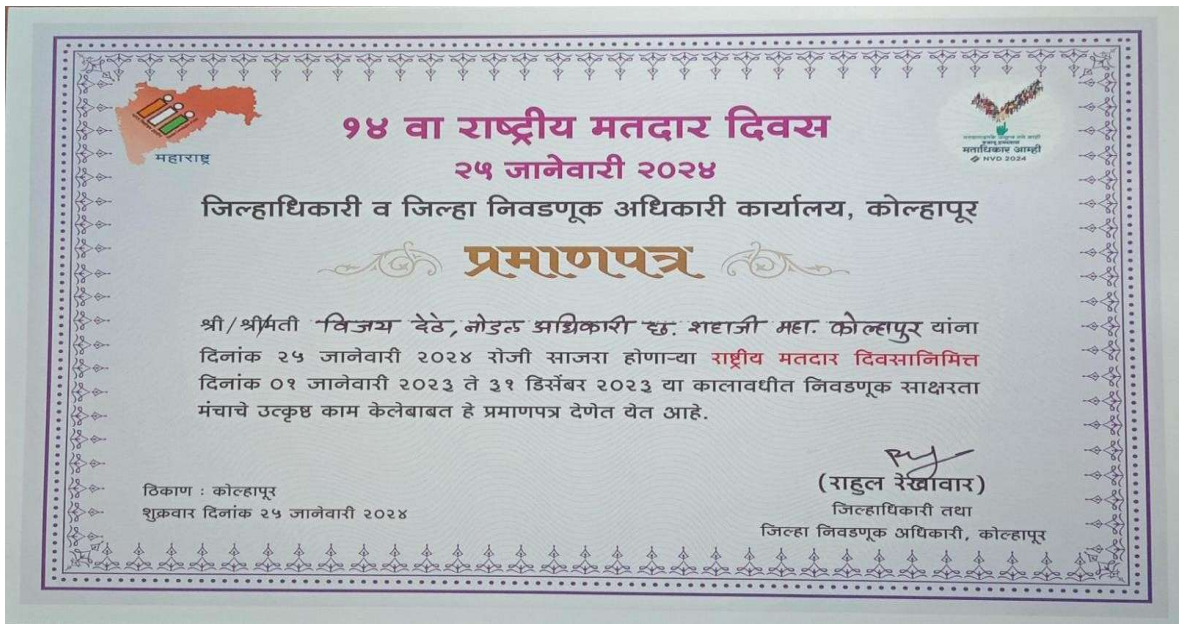 महाराष्ट्र
१४ वा राष्ट्रीय मतदार दिवस
२५ जानेवारी २०२४
मताधिकार आम्ही
NVD 2024
जिल्हाधिकारी व जिल्हा निवडणूक अधिकारी कार्यालय, कोल्हापूर
प्रमाणपत्र
श्री/श्रीमती विजय देठे, नोडल अधिकारी छ. शहाजी महा. कोल्हापुर यांना
दिनांक २५ जानेवारी २०२४ रोजी साजरा होणाऱ्या राष्ट्रीय मतदार दिवसानिमित्त
दिनांक ०१ जानेवारी २०२३ ते ३१ डिसेंबर २०२३ या कालावधीत निवडणूक साक्षरता
मंचाचे उत्कृष्ठ काम केलेबाबत हे प्रमाणपत्र देणेत येत आहे.
(राहुल रेखावार)
ठिकाण : कोल्हापूर
जिल्हाधिकारी तथा
शुक्रवार दिनांक २५ जानेवारी २०२४
जिल्हा निवडणूक अधिकारी, कोल्हापूर